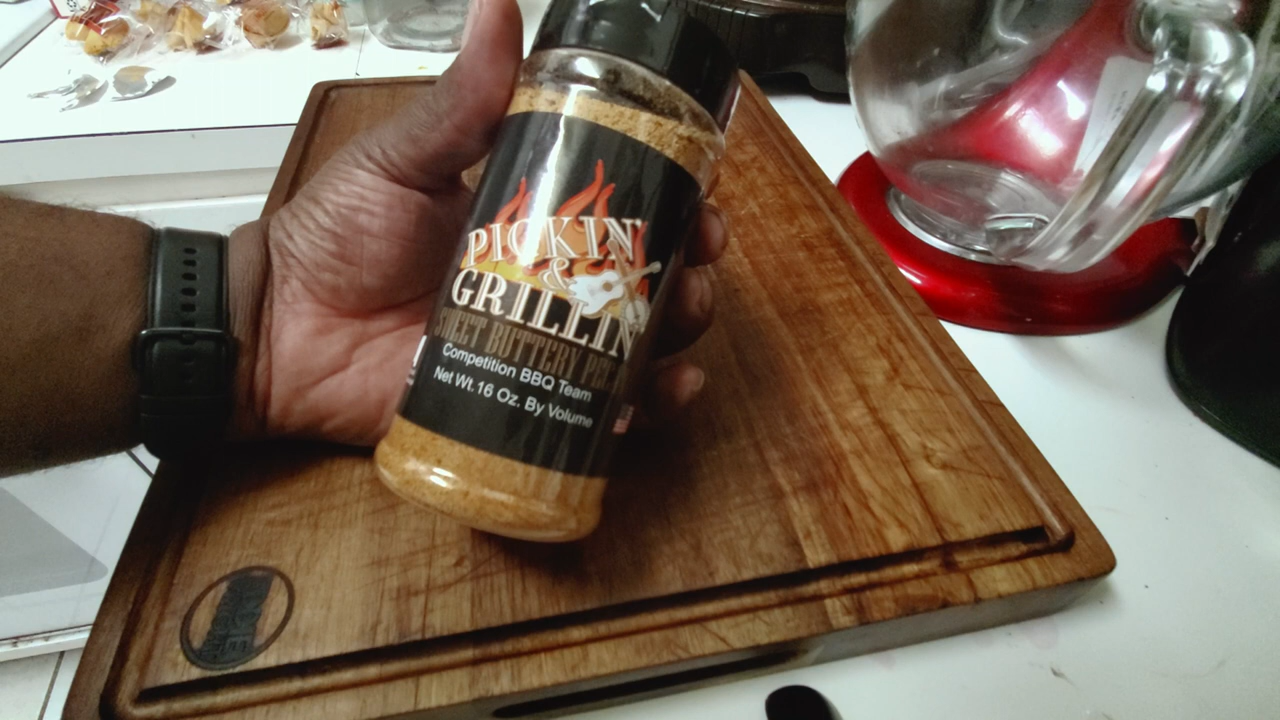 PICKIN'
&
GRILLIN
SWEET BUTTERY
Competition BBQ Team
Net Wt. 16 Oz. By Volume